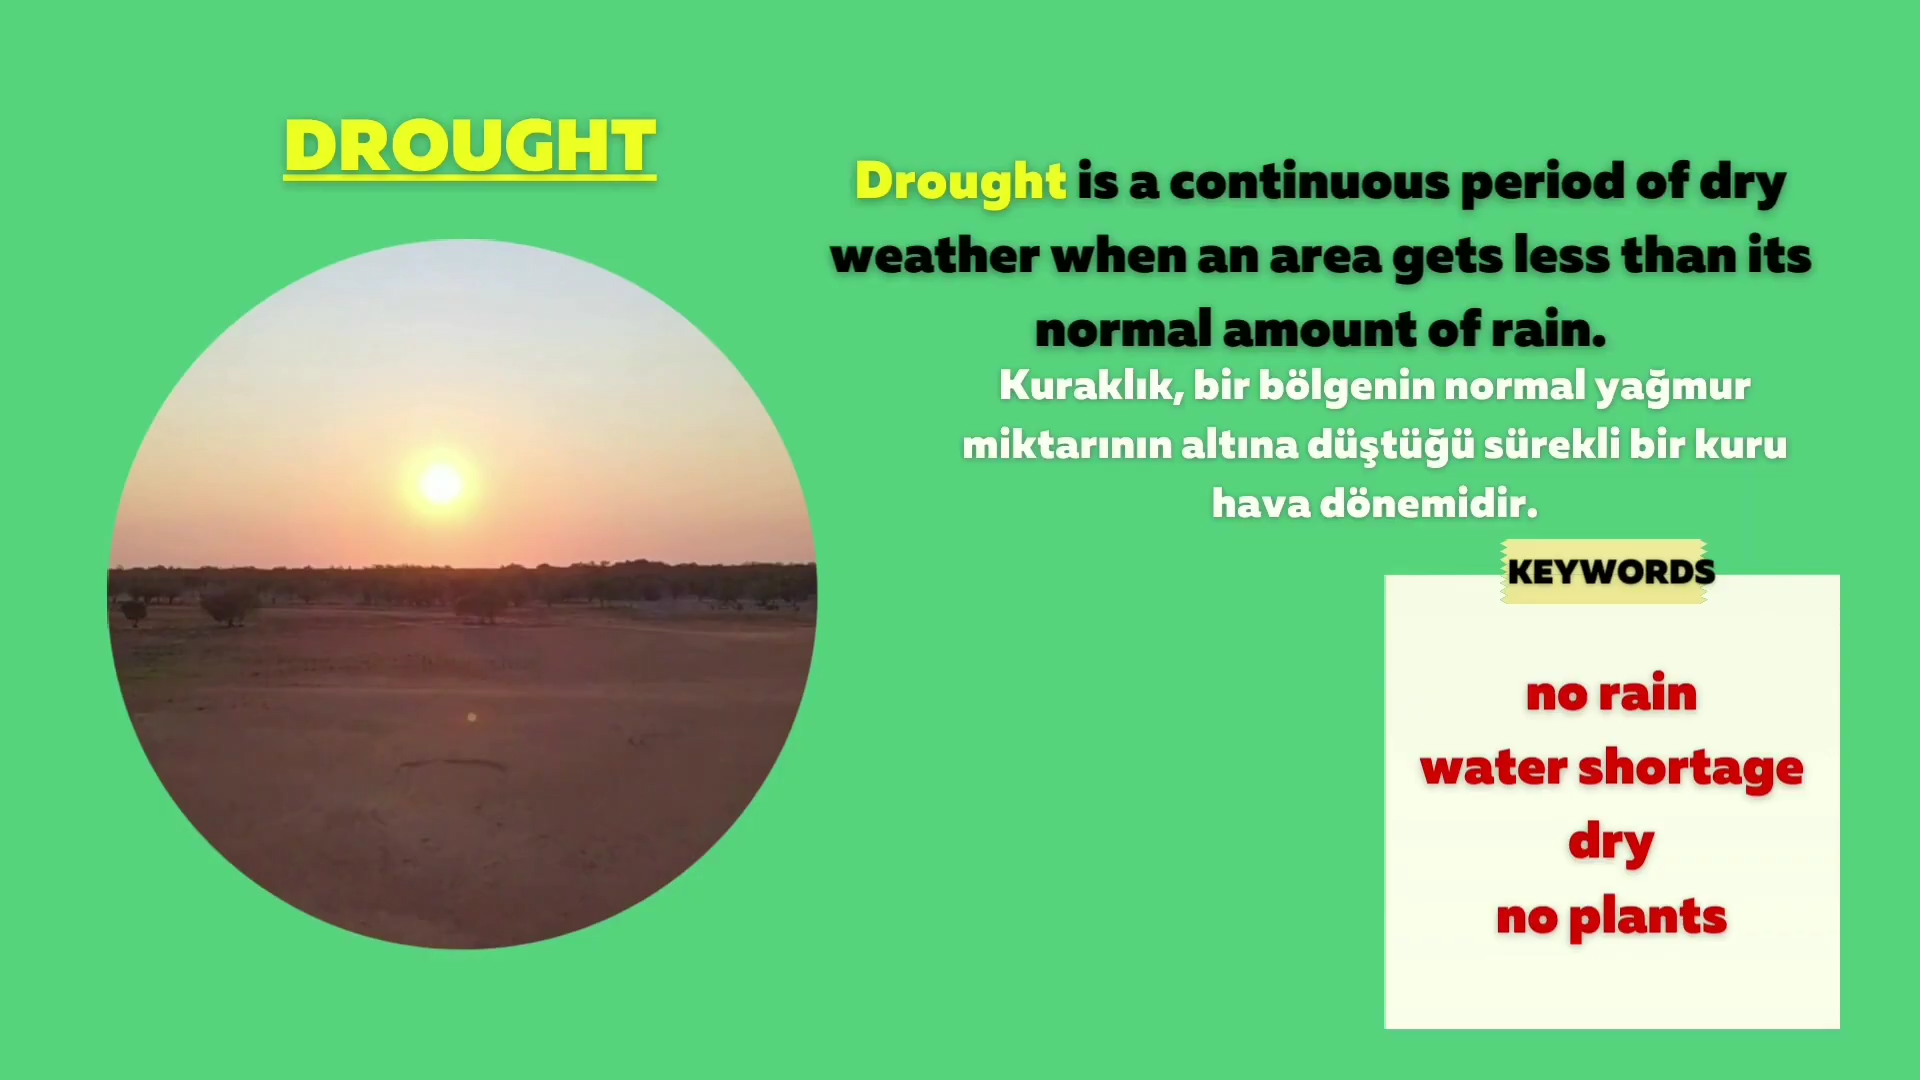 DROUGHT
Drought is a continuous period of dry
weather when an area gets less than its
normal amount of rain.
Kuraklık, bir bölgenin normal yağmur
miktarının altına düştüğü sürekli bir kuru
hava dönemidir.
KEYWORDS
no rain
water shortage
dry
no plants